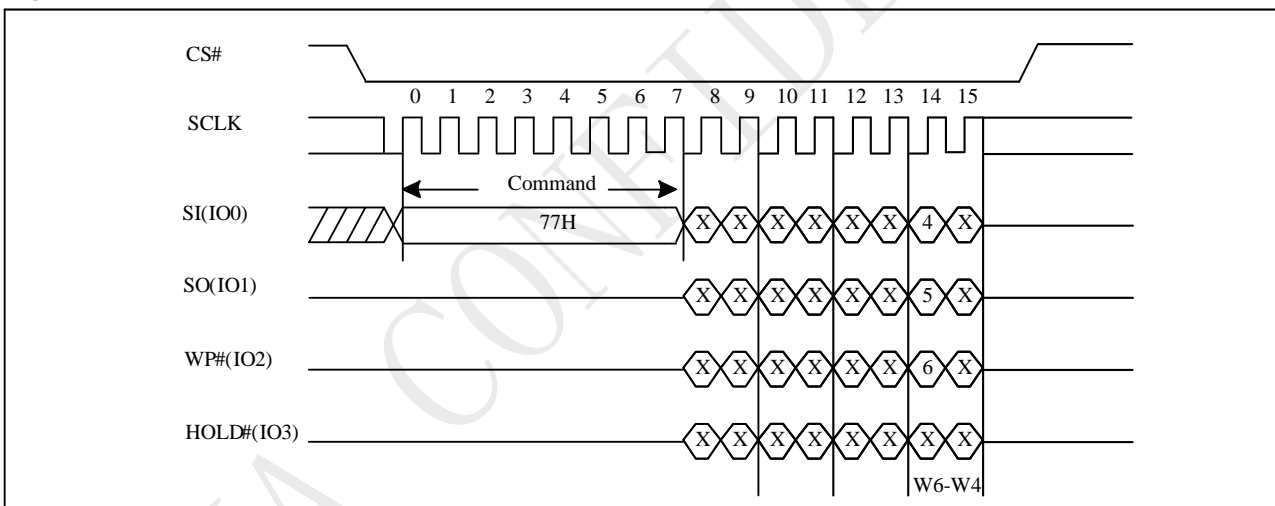 CS#
0 1 2 3 4 5 6 7 8 9 10 11 12 13 14 15
SCLK
Command
SI(IO0) 77H X X X X X X 4 X
SO(IO1) X X X X X X 5 X
WP#(IO2) X X X X X X 6 X
HOLD#(IO3) X X X X X X X X
W6-W4